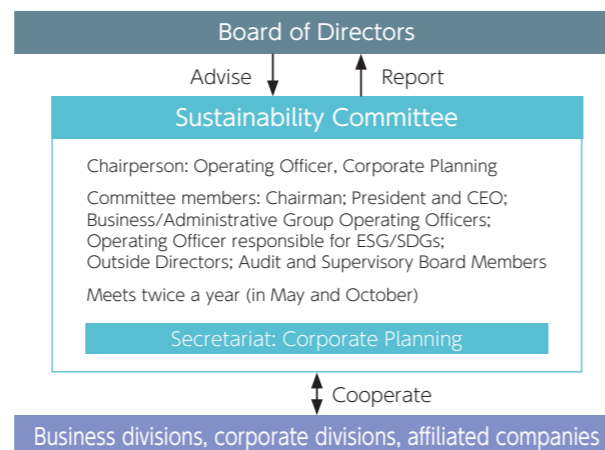 Board of Directors
Advise
Report
Sustainability Committee
Chairperson: Operating Officer, Corporate Planning
Committee members: Chairman; President and CEO;
Business/Administrative Group Operating Officers;
Operating Officer responsible for ESG/SDGs;
Outside Directors; Audit and Supervisory Board Members
Meets twice a year (in May and October)
Secretariat: Corporate Planning
Cooperate
Business divisions, corporate divisions, affiliated companies